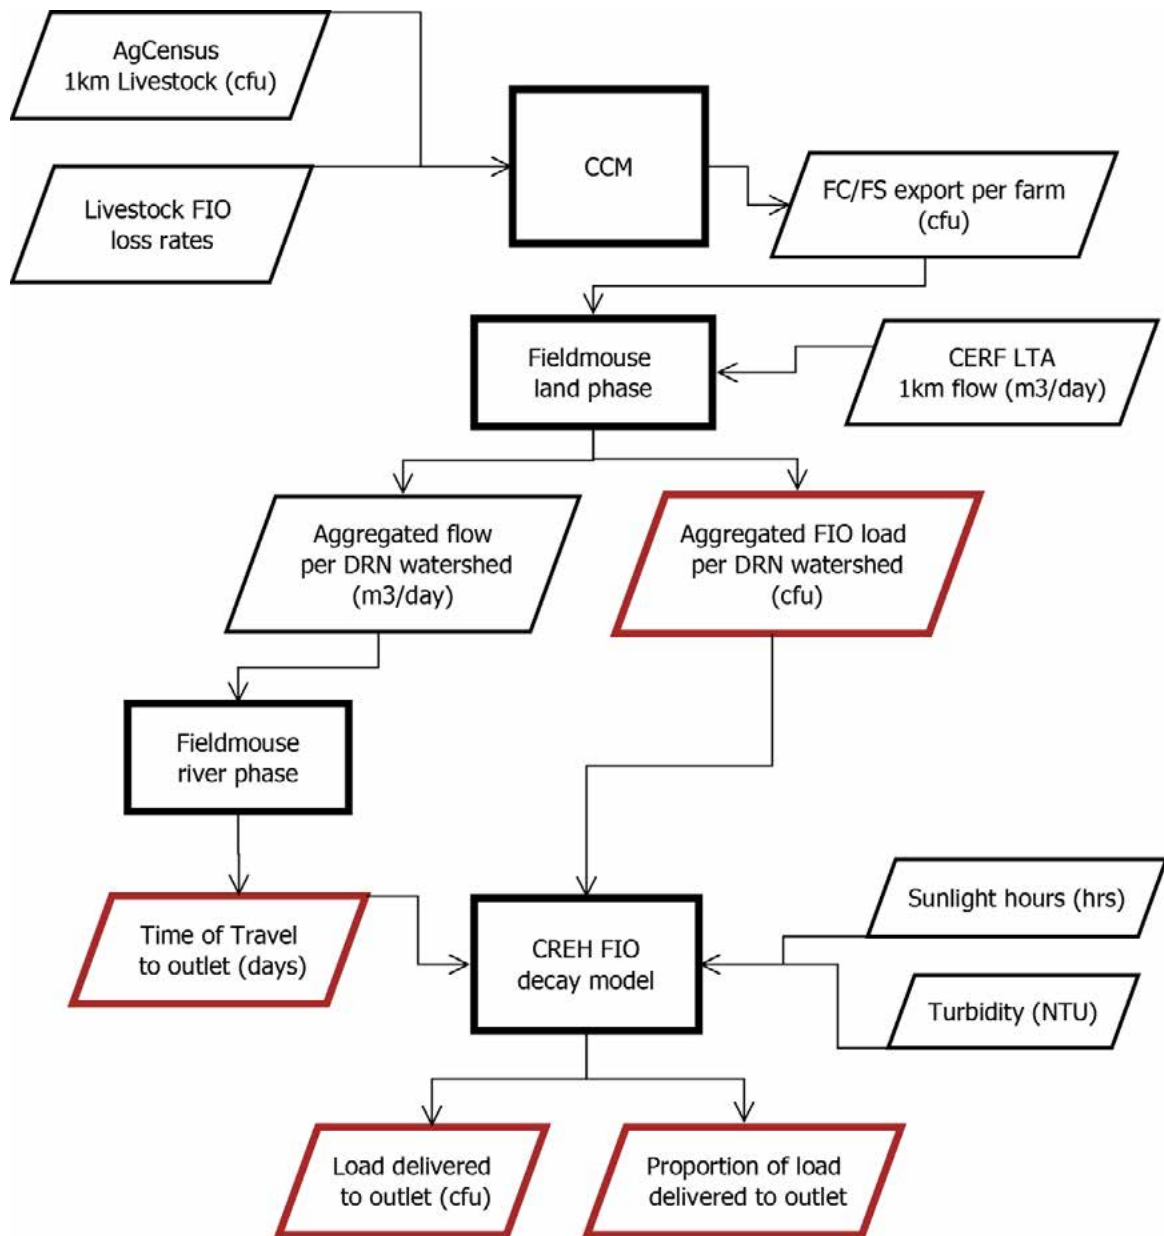 AgCensus
1km Livestock (cfu)
CCM
FC/FS export per farm
(cfu)
Livestock FIO
loss rates
Fieldmouse
land phase
CERF LTA
1km flow (m3/day)
Aggregated flow
per DRN watershed
(m3/day)
Aggregated FIO load
per DRN watershed
(cfu)
Fieldmouse
river phase
Time of Travel
to outlet (days)
CREH FIO
decay model
Sunlight hours (hrs)
Turbidity (NTU)
Load delivered
to outlet (cfu)
Proportion of load
delivered to outlet